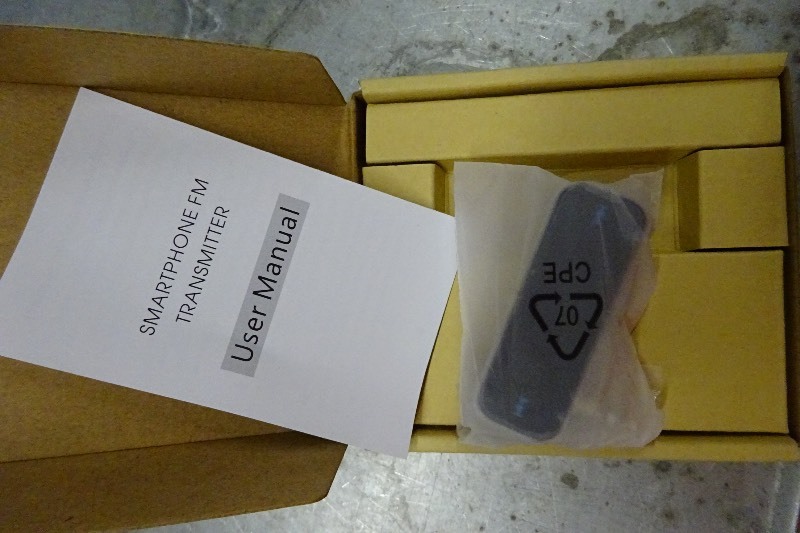 SMARTPHONE FM
TRANSMITTER
User Manual
07
CPE